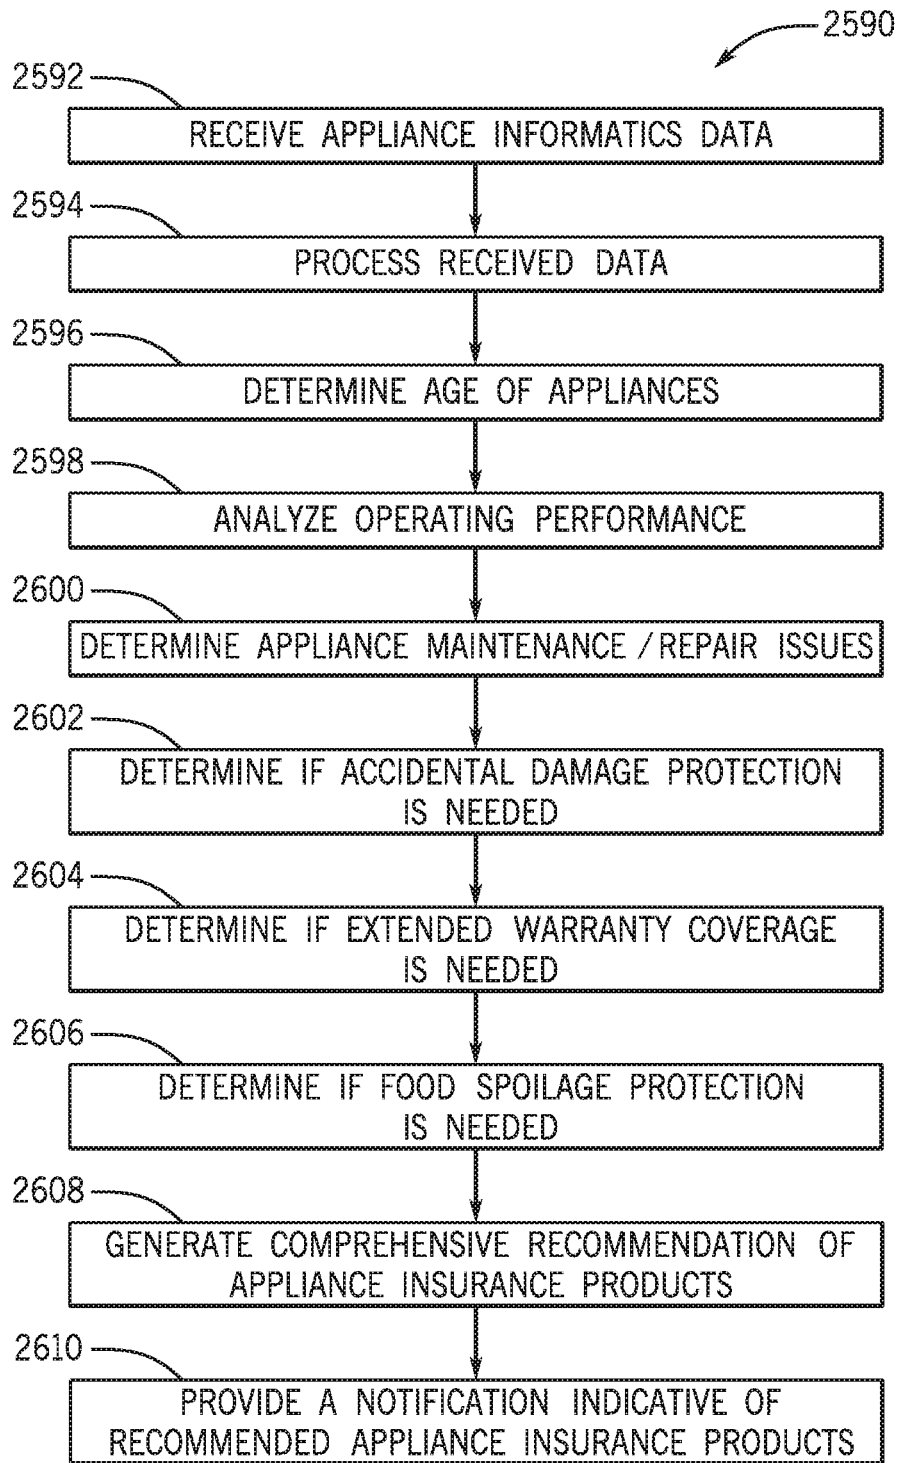 2590
2592
RECEIVE APPLIANCE INFORMATICS DATA
2594
PROCESS RECEIVED DATA
2596
DETERMINE AGE OF APPLIANCES
2598
ANALYZE OPERATING PERFORMANCE
2600
DETERMINE APPLIANCE MAINTENANCE / REPAIR ISSUES
2602
DETERMINE IF ACCIDENTAL DAMAGE PROTECTION
IS NEEDED
2604
DETERMINE IF EXTENDED WARRANTY COVERAGE
IS NEEDED
2606
DETERMINE IF FOOD SPOILAGE PROTECTION
IS NEEDED
2608
GENERATE COMPREHENSIVE RECOMMENDATION OF
APPLIANCE INSURANCE PRODUCTS
2610
PROVIDE A NOTIFICATION INDICATIVE OF
RECOMMENDED APPLIANCE INSURANCE PRODUCTS